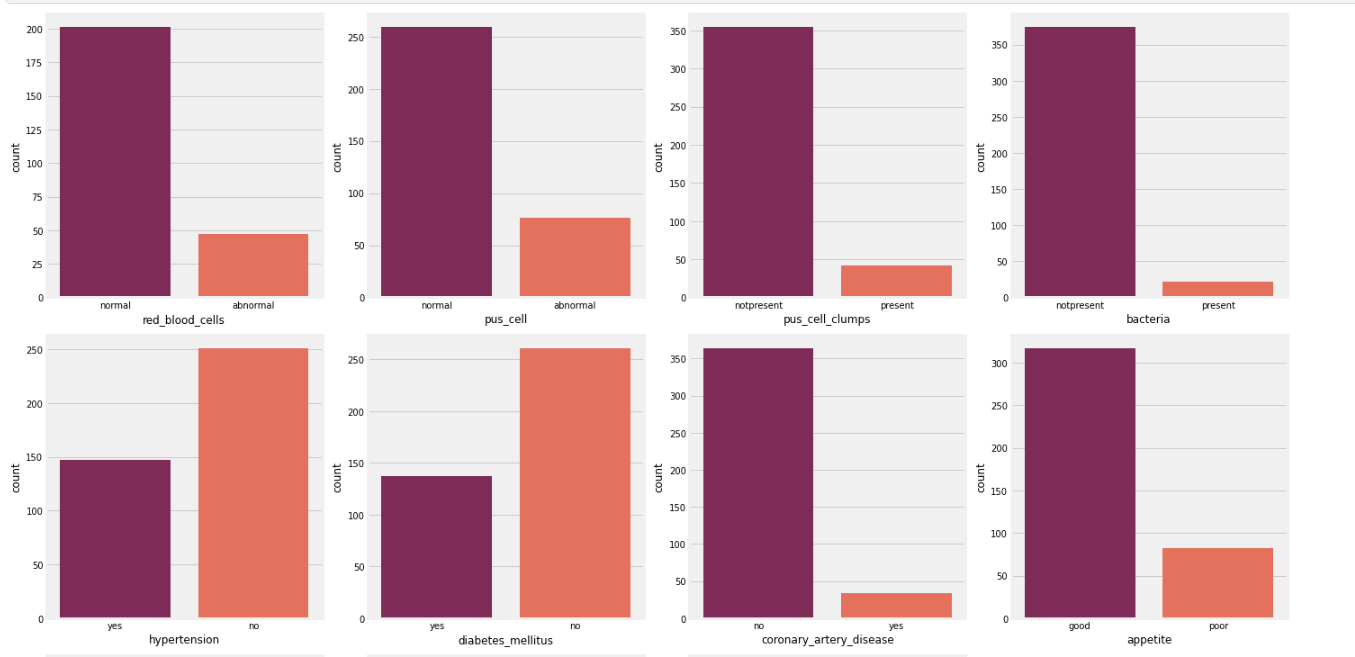 200
175
150
125
100
75
50
25
0
count
normal abnormal
red_blood_cells
250
200
150
100
50
0
count
normal abnormal
pus_cell
350
300
250
200
150
100
50
0
count
notpresent present
pus_cell_clumps
350
300
250
200
150
100
50
0
count
notpresent present
bacteria
250
200
150
100
50
0
count
yes no
hypertension
250
200
150
100
50
0
count
yes no
diabetes_mellitus
350
300
250
200
150
100
50
0
count
no yes
coronary_artery_disease
300
250
200
150
100
50
0
count
good poor
appetite